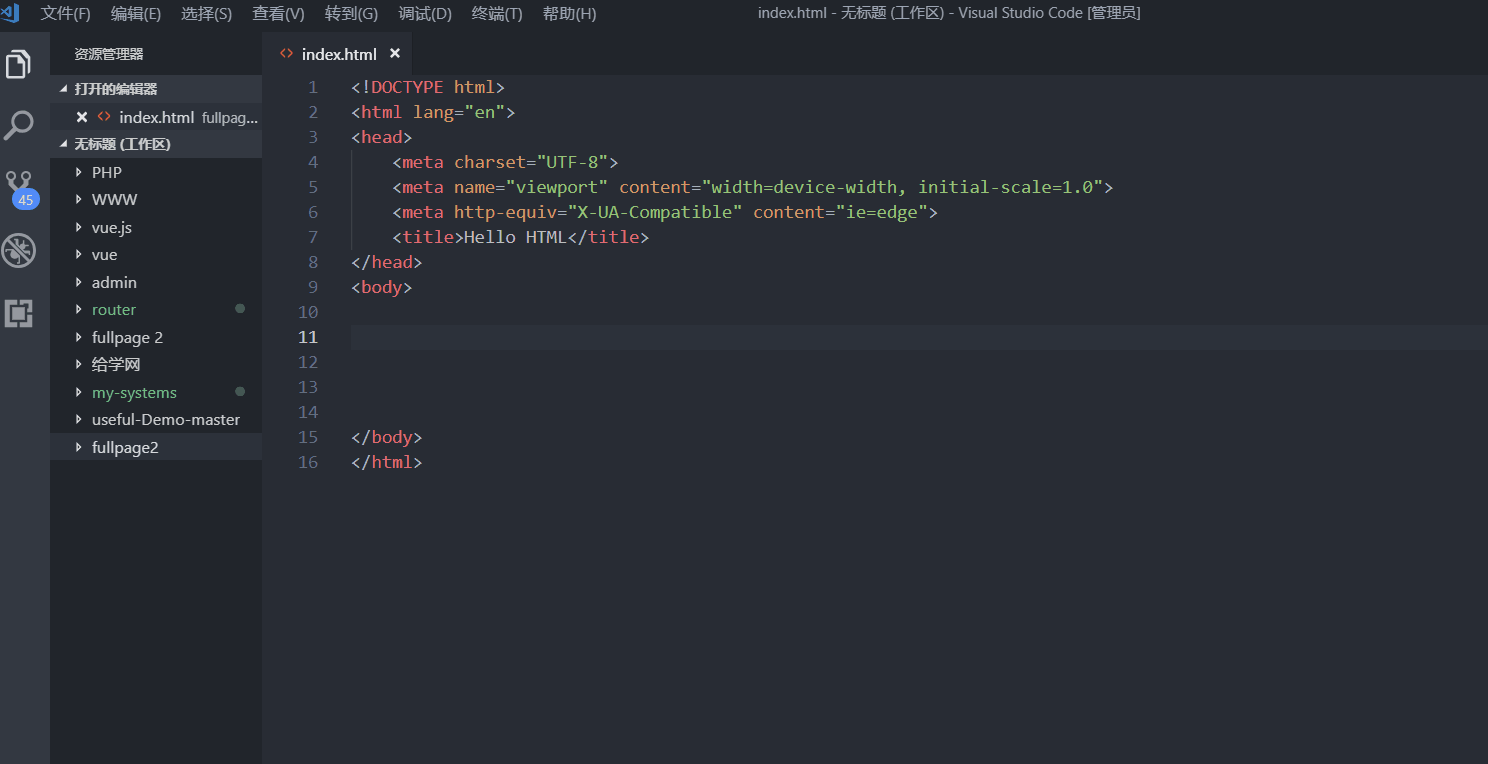 文件(F) 编辑(E) 选择(S) 查看(V) 转到(G) 调试(D) 终端(T) 帮助(H) index.html - 无标题 (工作区) - Visual Studio Code [管理员]
资源管理器
打开的编辑器
index.html fullpag...
无标题 (工作区)
PHP
WWW
vue.js
vue
admin
router
fullpage 2
给学网
my-systems
useful-Demo-master
fullpage2
45
index.html
1 <!DOCTYPE html>
2 <html lang="en">
3 <head>
4     <meta charset="UTF-8">
5     <meta name="viewport" content="width=device-width, initial-scale=1.0">
6     <meta http-equiv="X-UA-Compatible" content="ie=edge">
7     <title>Hello HTML</title>
8 </head>
9 <body>
10
11
12
13
14
15 </body>
16 </html>